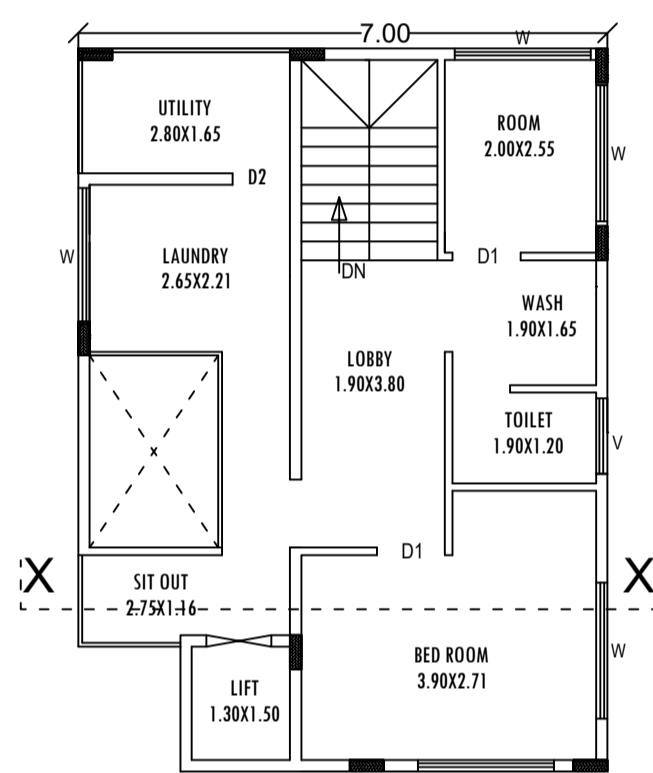 7.00
W
UTILITY
2.80X1.65
ROOM
2.00X2.55
W
D2
W
LAUNDRY
2.65X2.21
DN
D1
WASH
1.90X1.65
LOBBY
1.90X3.80
TOILET
1.90X1.20
V
D1
X
X
SIT OUT
2.75X1.16
BED ROOM
3.90X2.71
W
LIFT
1.30X1.50